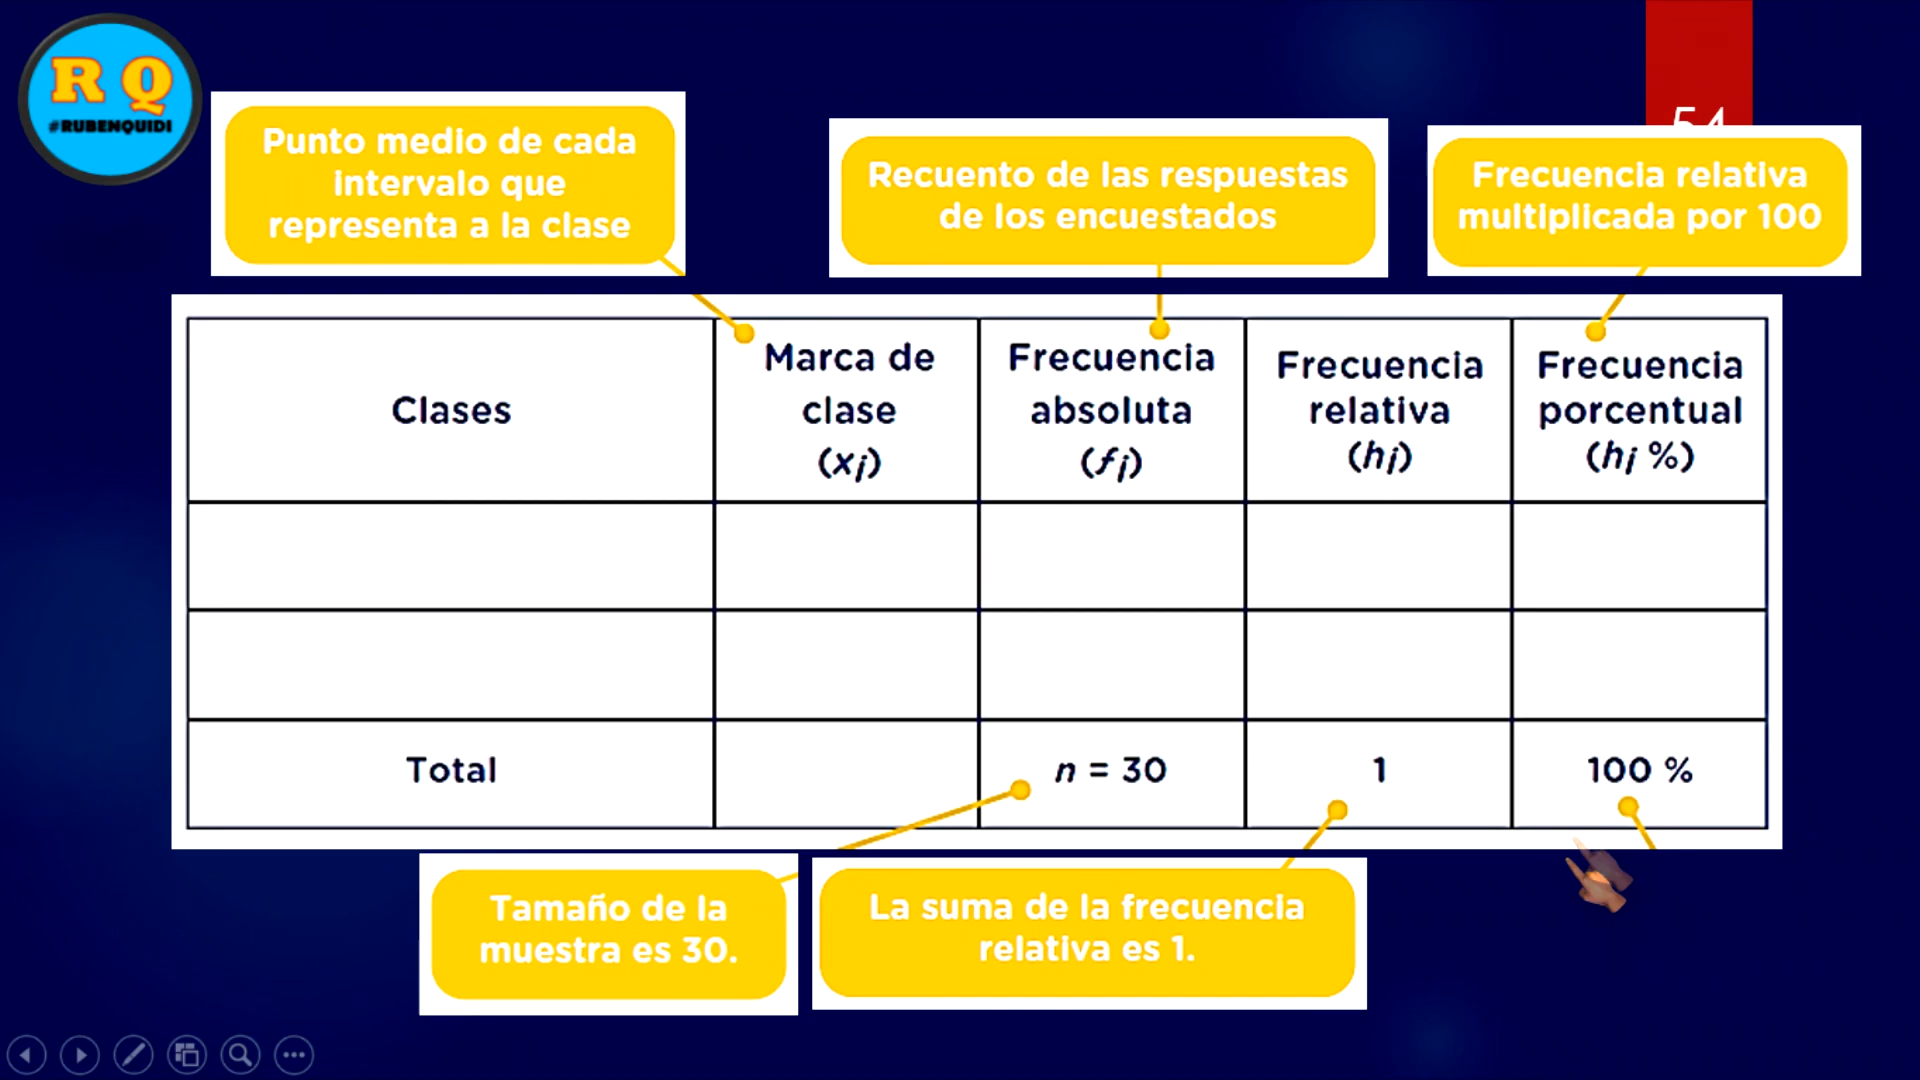 R Q
#RUBENQUIDI
54
Punto medio de cada
intervalo que
representa a la clase
Recuento de las respuestas
de los encuestados
Frecuencia relativa
multiplicada por 100
Clases
Marca de
clase
(xi)
Frecuencia
absoluta
(fi)
Frecuencia
relativa
(hi)
Frecuencia
porcentual
(hi %)
Total
n = 30
1
100 %
Tamaño de la
muestra es 30.
La suma de la frecuencia
relativa es 1.